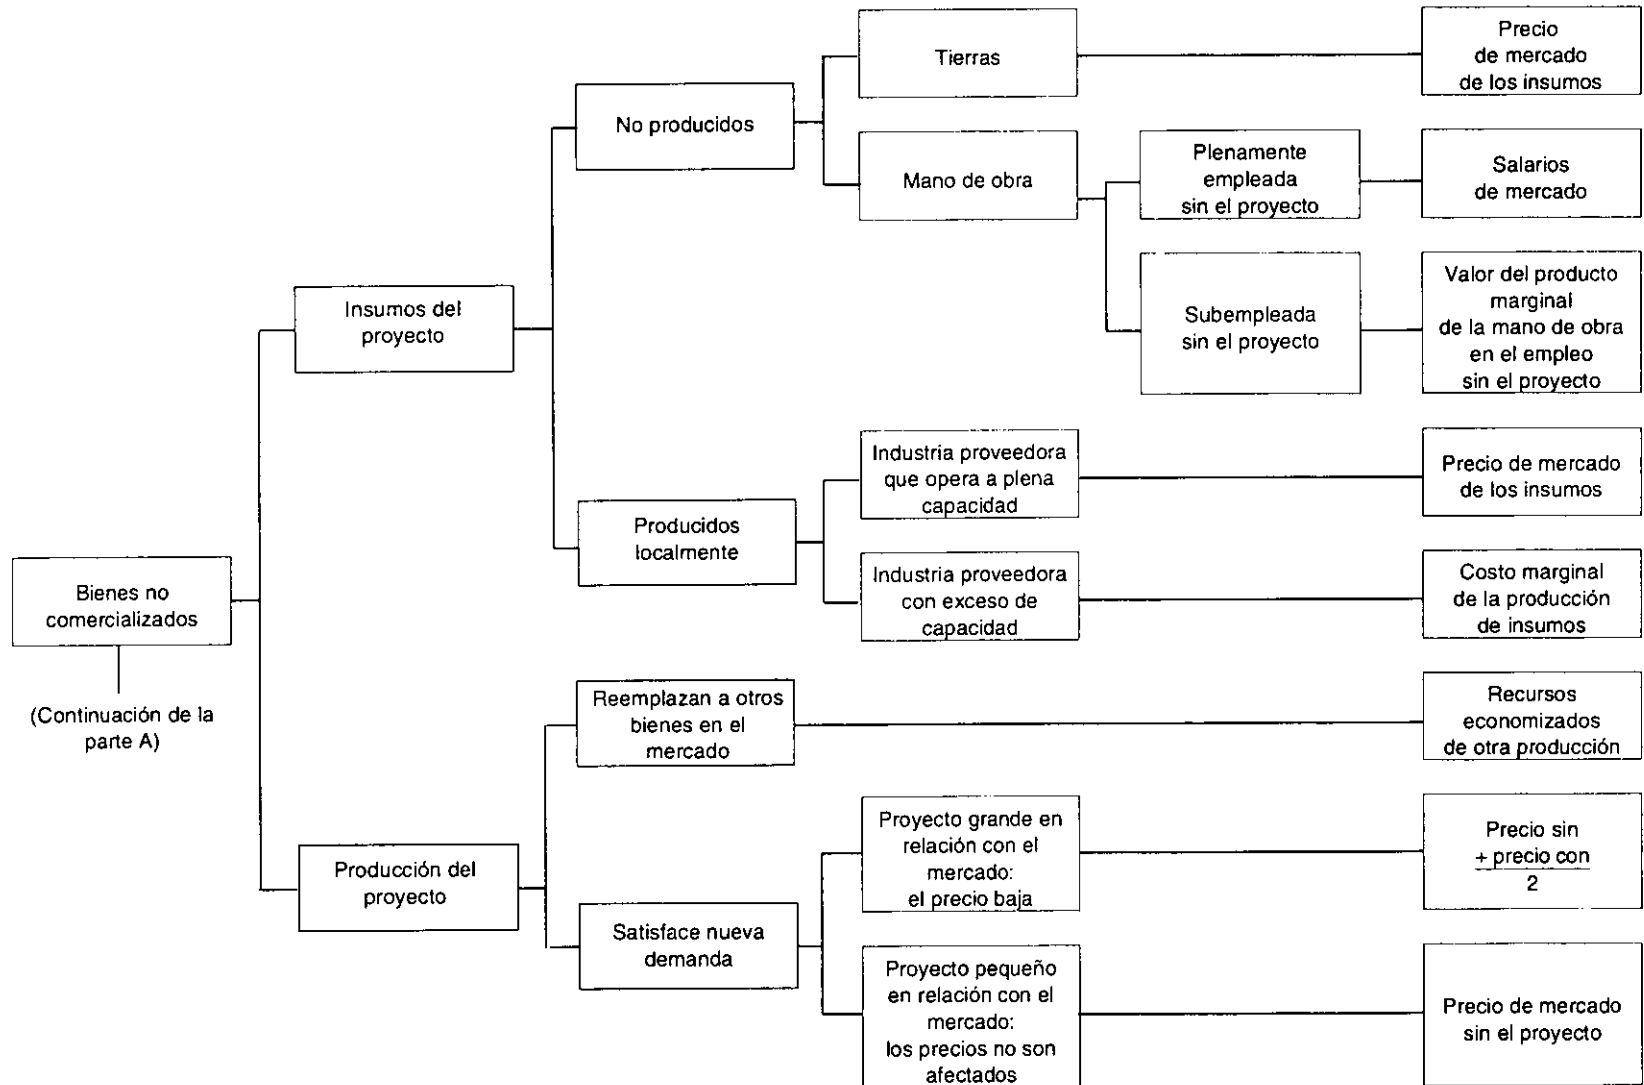 Tierras
Precio
de mercado
de los insumos
No producidos
Mano de obra
Plenamente
empleada
sin el proyecto
Salarios
de mercado
Insumos del
proyecto
Subempleada
sin el proyecto
Valor del producto
marginal
de la mano de obra
en el empleo
sin el proyecto
Industria proveedora
que opera a plena
capacidad
Precio de mercado
de los insumos
Producidos
localmente
Bienes no
comercializados
Industria proveedora
con exceso de
capacidad
Costo marginal
de la producción
de insumos
(Continuación de la
parte A)
Reemplazan a otros
bienes en el
mercado
Recursos
economizados
de otra producción
Producción del
proyecto
Proyecto grande en
relación con el
mercado:
el precio baja
Precio sin
+ precio con
2
Satisface nueva
demanda
Proyecto pequeño
en relación con el
mercado:
los precios no son
afectados
Precio de mercado
sin el proyecto